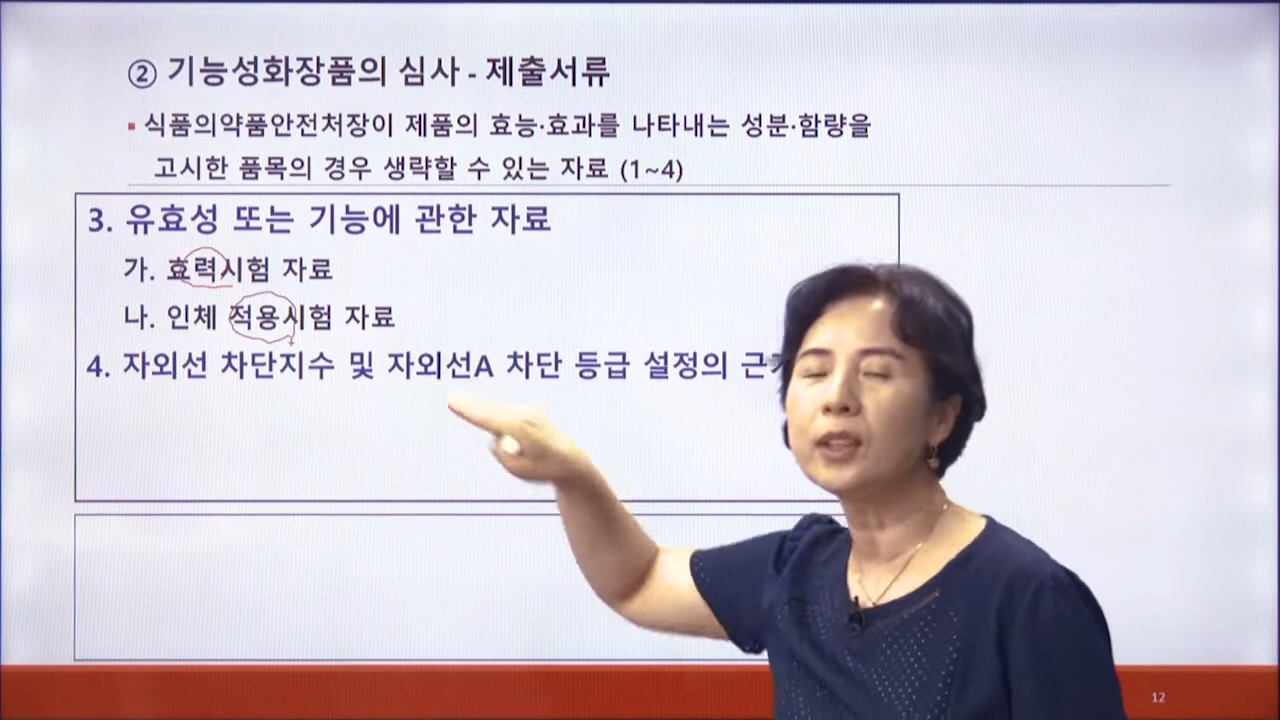 ② 기능성화장품의 심사 - 제출서류
▪ 식품의약품안전처장이 제품의 효능·효과를 나타내는 성분·함량을
고시한 품목의 경우 생략할 수 있는 자료 (1~4)
3. 유효성 또는 기능에 관한 자료
가. 효력시험 자료
나. 인체 적용시험 자료
4. 자외선 차단지수 및 자외선A 차단 등급 설정의
12